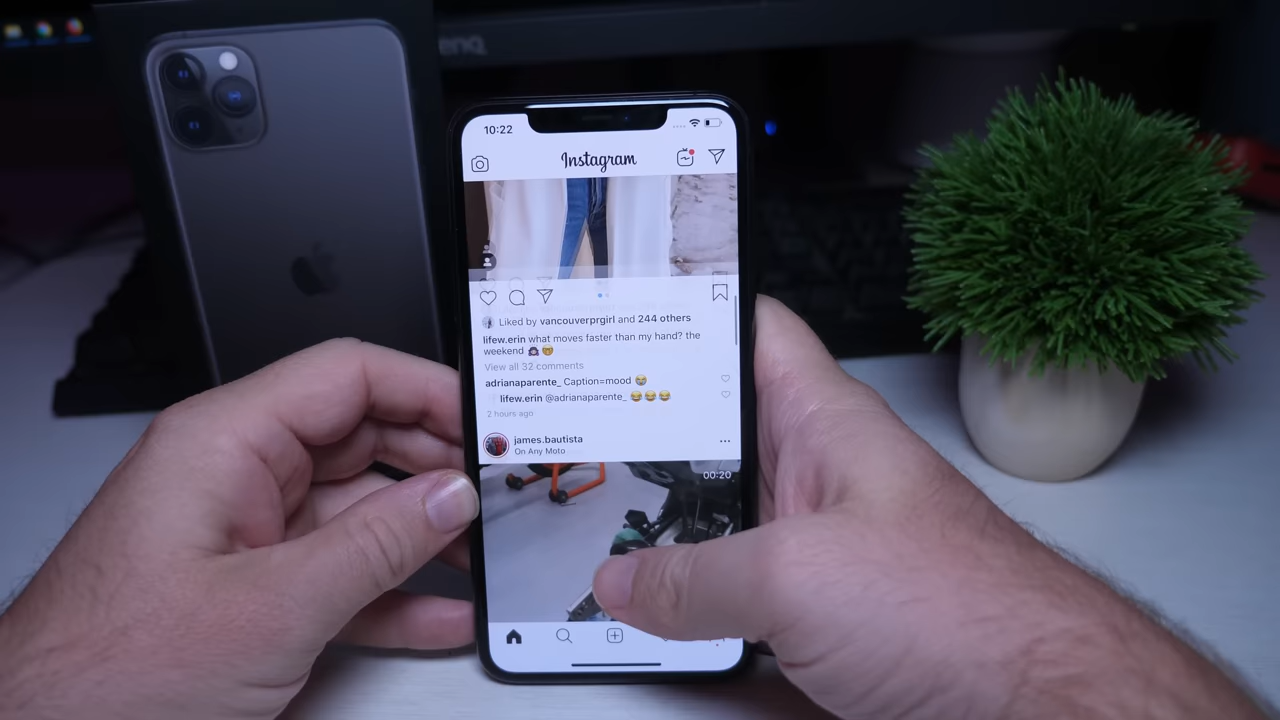 enq
10:22
Instagram
Liked by vancouverprgirl and 244 others
lifew.erin what moves faster than my hand? the
weekend 🤷🏻‍♀️ 🤯
View all 32 comments
adrianaparente_ Caption=mood 😂
lifew.erin @adrianaparente_ 😂😂😂
2 hours ago
james.bautista
On Any Moto
00:20